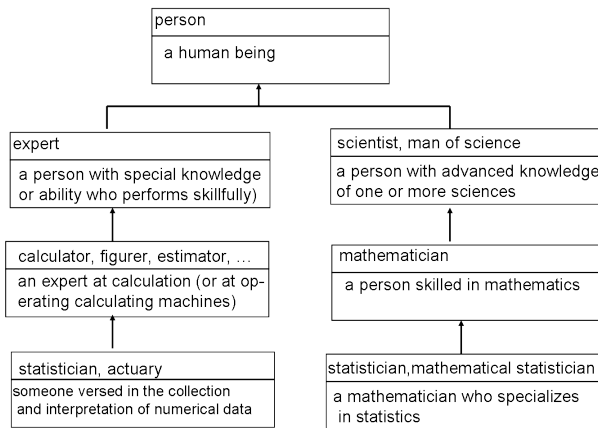 person
a human being
expert
a person with special knowledge
or ability who performs skillfully)
scientist, man of science
a person with advanced knowledge
of one or more sciences
calculator, figurer, estimator, …
an expert at calculation (or at op-
erating calculating machines)
mathematician
a person skilled in mathematics
statistician, actuary
someone versed in the collection
and interpretation of numerical data
statistician,mathematical statistician
a mathematician who specializes
in statistics